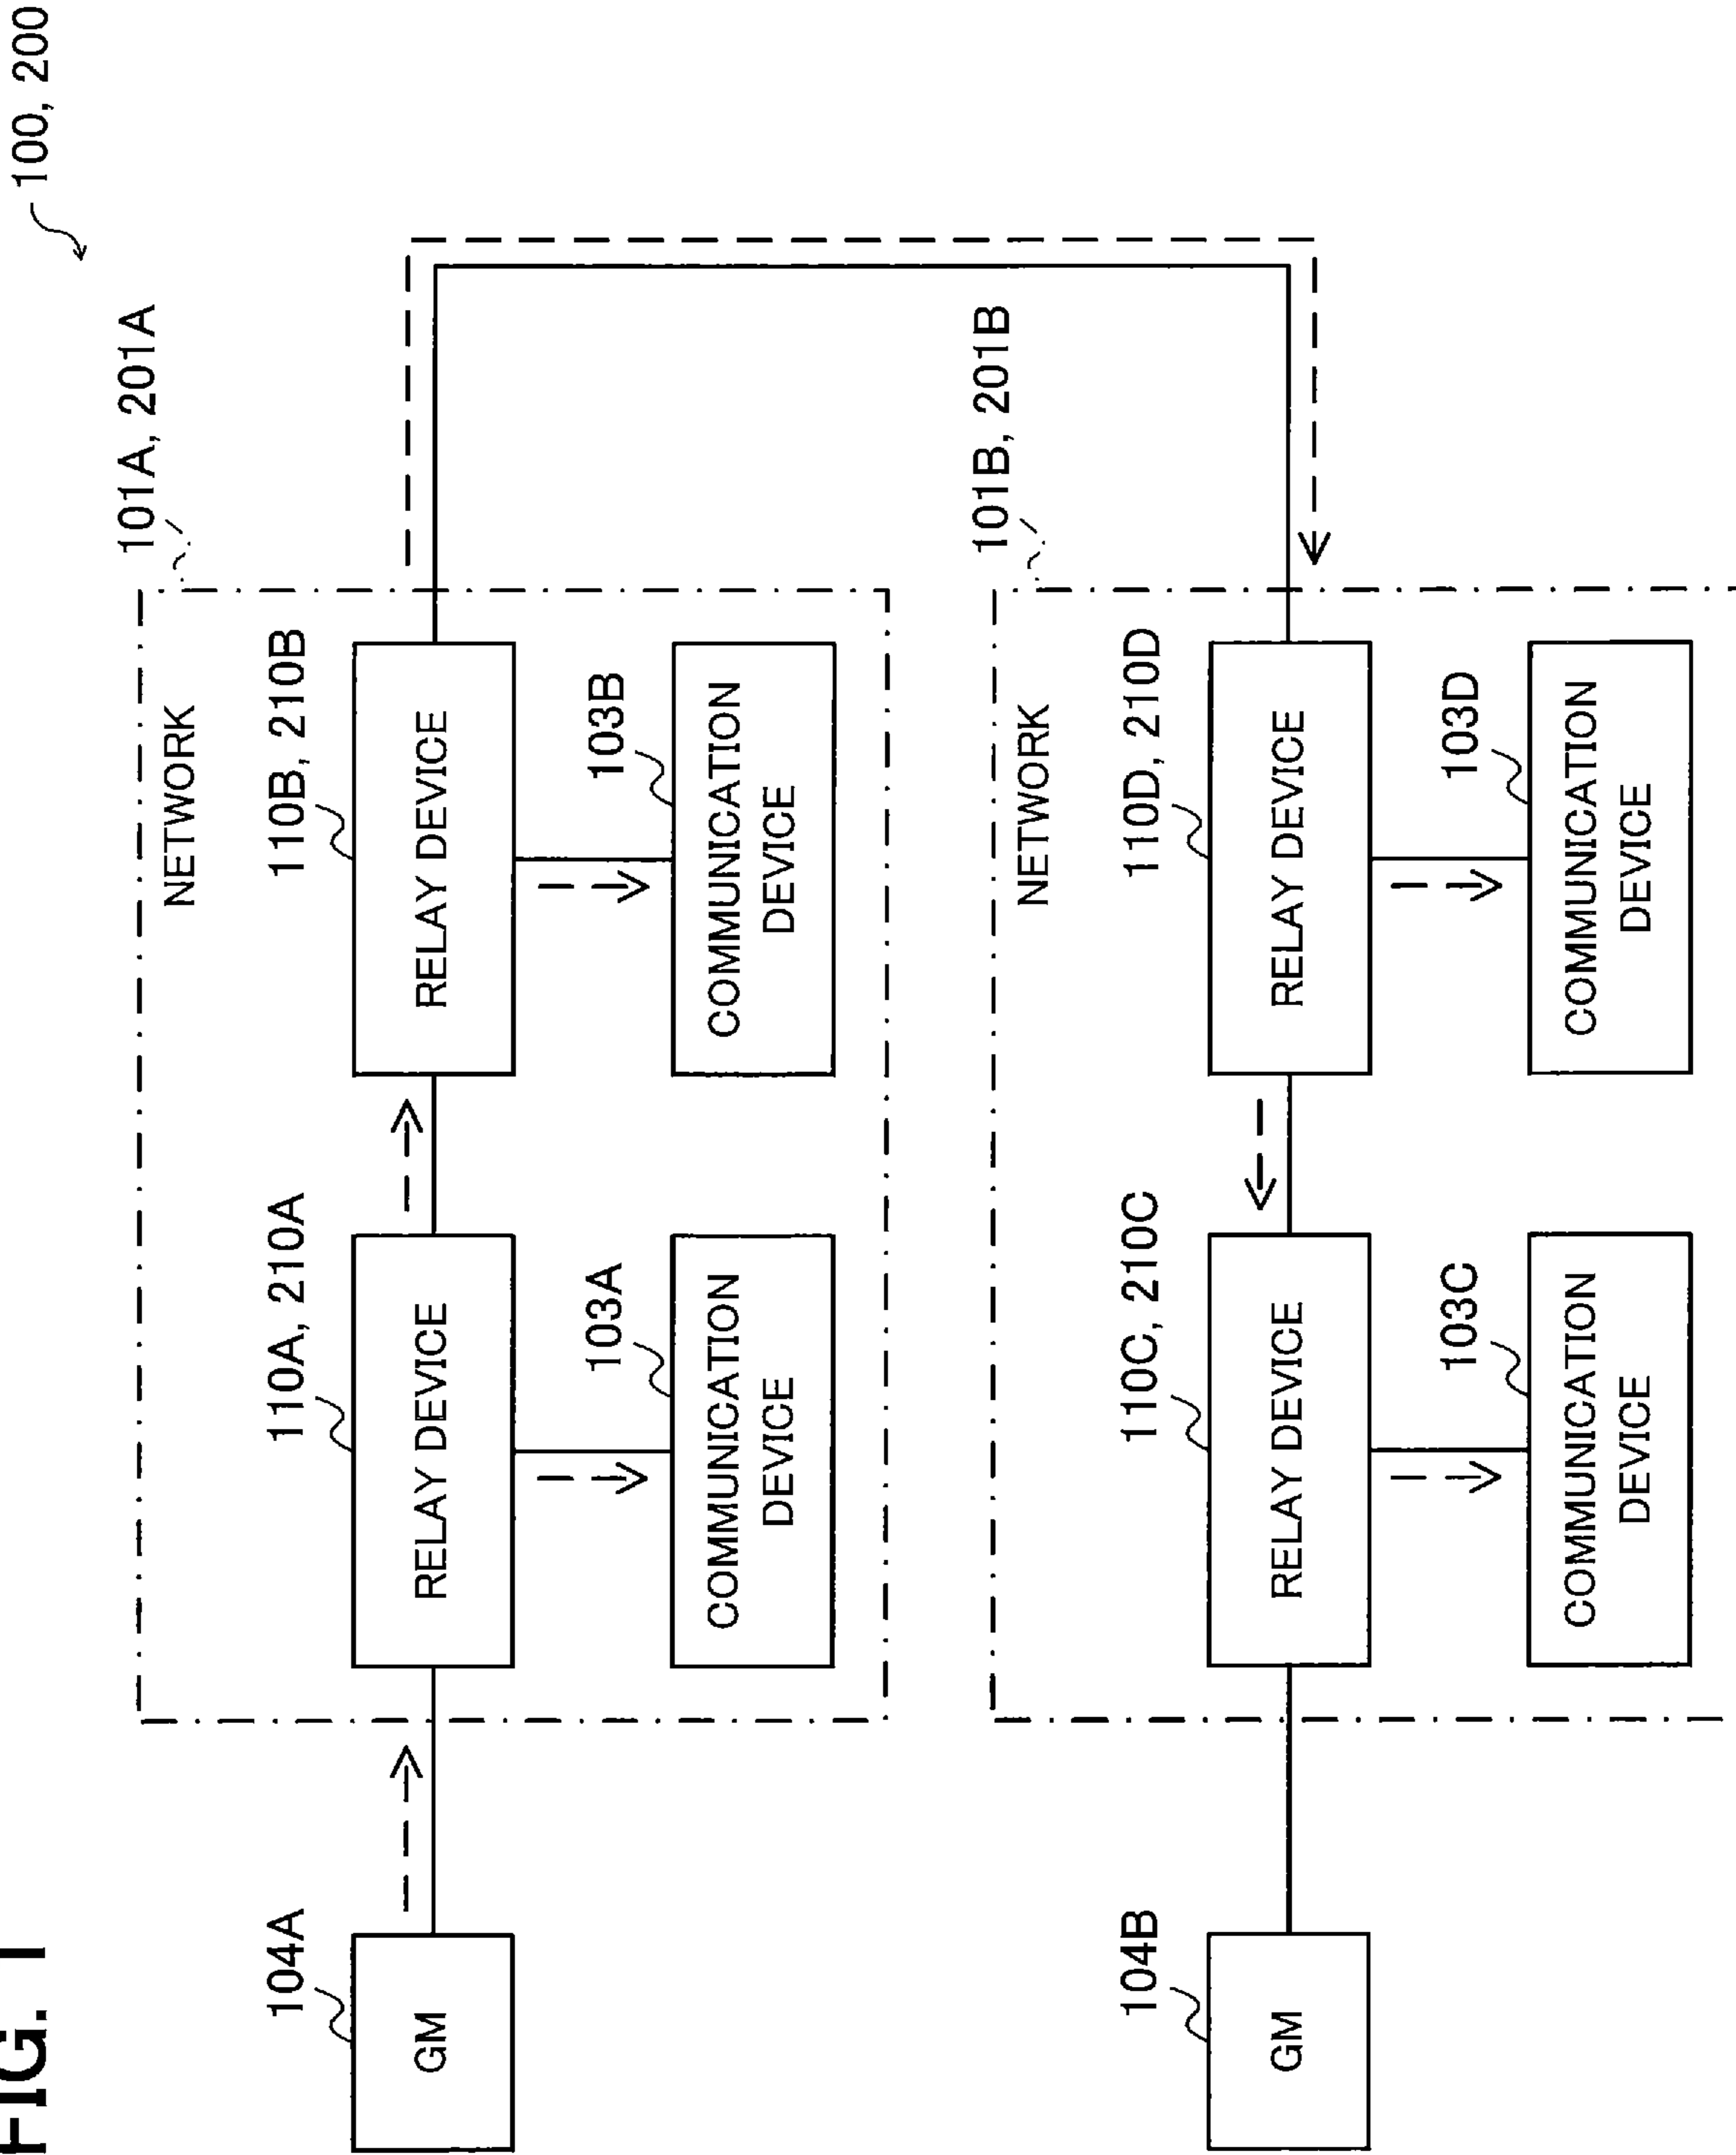 FIG. 1
100, 200
101A, 201A
NETWORK
104A
110A, 210A
110B, 210B
GM
RELAY DEVICE
RELAY DEVICE
103A
103B
COMMUNICATION
DEVICE
COMMUNICATION
DEVICE
101B, 201B
NETWORK
104B
110C, 210C
110D, 210D
GM
RELAY DEVICE
RELAY DEVICE
103C
103D
COMMUNICATION
DEVICE
COMMUNICATION
DEVICE